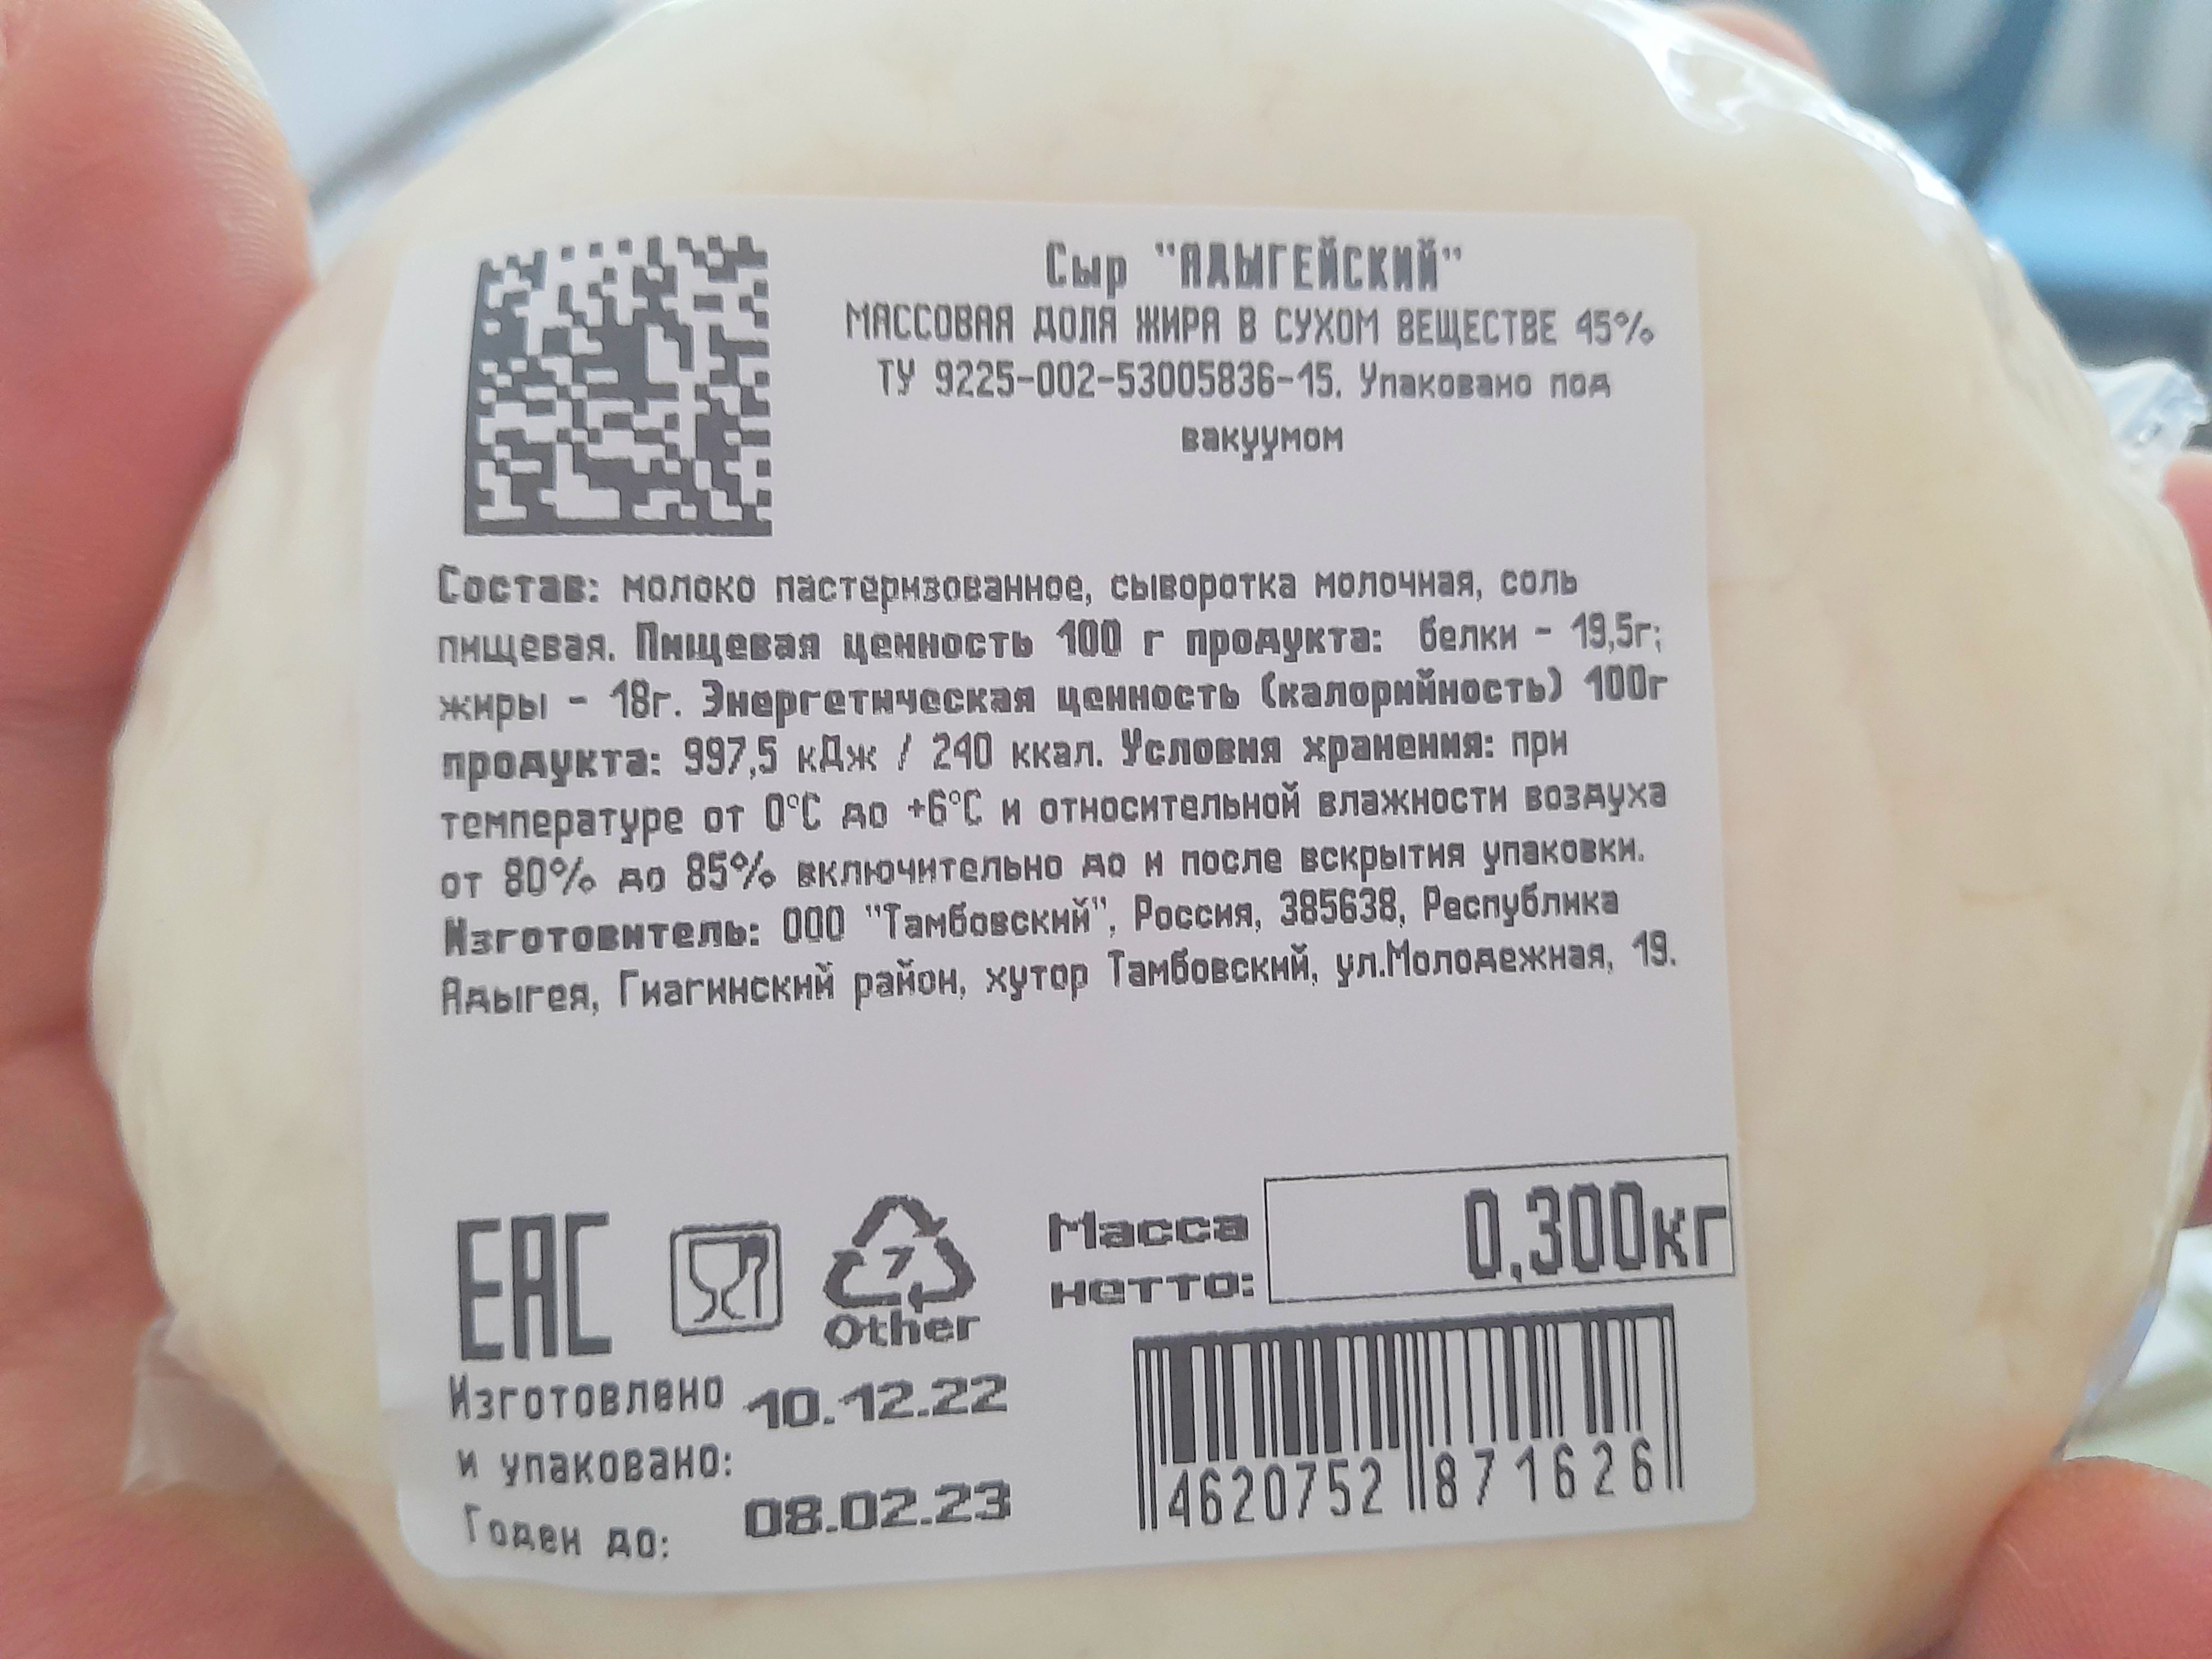 Сыр "АДЫГЕЙСКИЙ"
МАССОВАЯ ДОЛЯ ЖИРА В СУХОМ ВЕЩЕСТВЕ 45%
ТУ 9225-002-53005836-15. Упаковано под
вакуумом
Состав: молоко пастеризованное, сыворотка молочная, соль
пищевая. Пищевая ценность 100 г продукта: белки - 19,5г;
жиры - 18г. Энергетическая ценность (калорийность) 100г
продукта: 997,5 кДж / 240 ккал. Условия хранения: при
температуре от 0°С до +6°С и относительной влажности воздуха
от 80% до 85% включительно до и после вскрытия упаковки.
Изготовитель: ООО "Тамбовский", Россия, 385638, Республика
Адыгея, Гиагинский район, хутор Тамбовский, ул.Молодежная, 19.
EAC
7
Other
Масса
нетто:
0,300кг
Изготовлено
и упаковано:
10.12.22
Годен до:
08.02.23
4620752 871626